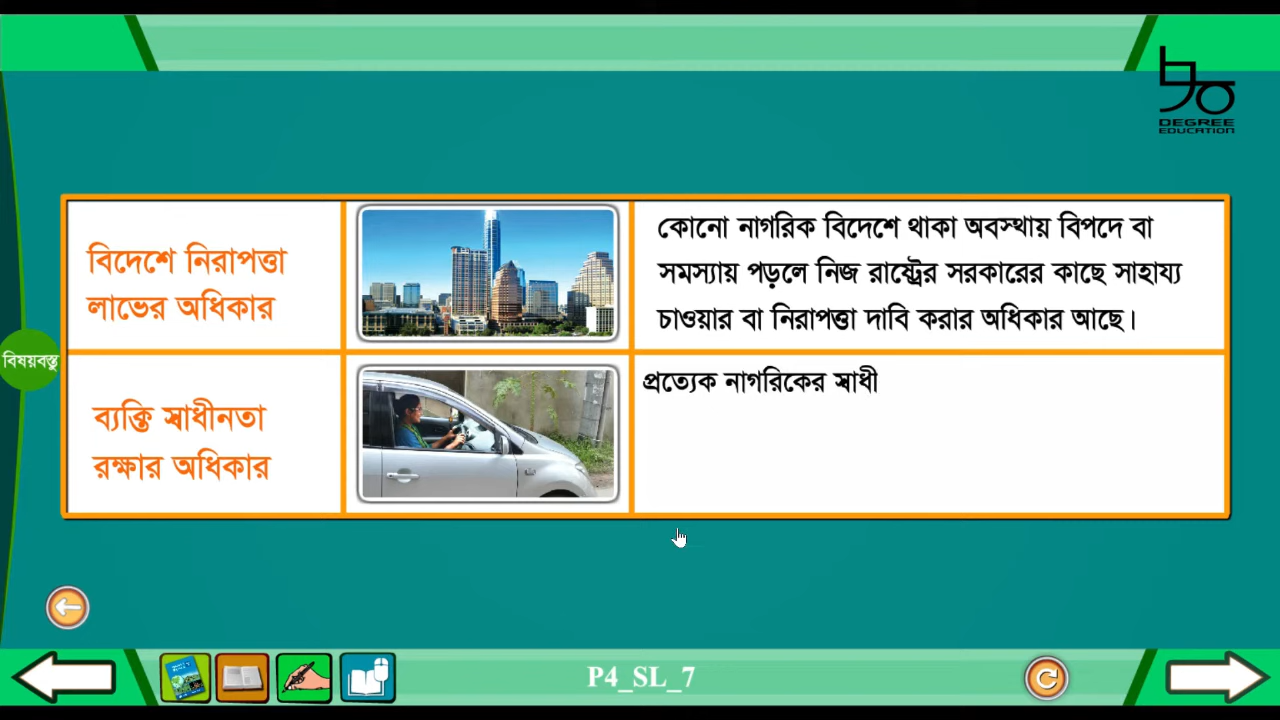 DEGREE
EDUCATION
বিদেশে নিরাপত্তা
লাভের অধিকার
কোনো নাগরিক বিদেশে থাকা অবস্থায় বিপদে বা
সমস্যায় পড়লে নিজ রাষ্ট্রের সরকারের কাছে সাহায্য
চাওয়ার বা নিরাপত্তা দাবি করার অধিকার আছে।
বিষয়বস্তু
ব্যক্তি স্বাধীনতা
রক্ষার অধিকার
প্রত্যেক নাগরিকের স্বাধী
P4_SL_7